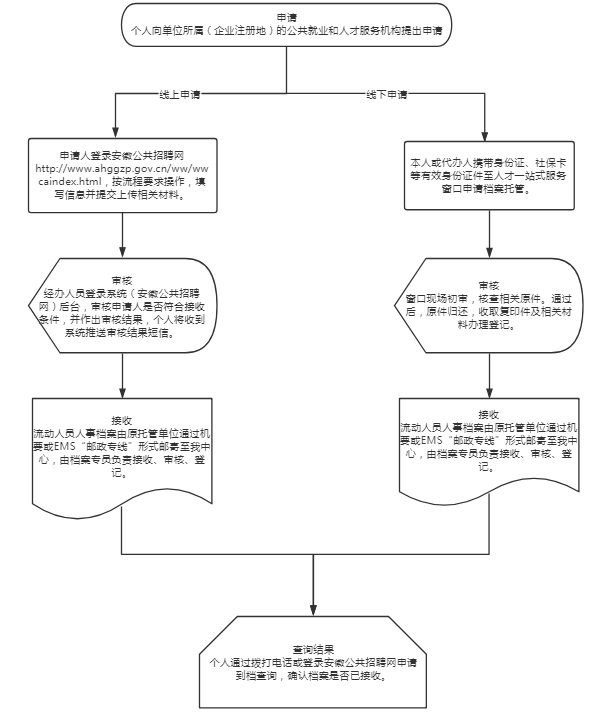 申请
个人向单位所属（企业注册地）的公共就业和人才服务机构提出申请
线上申请
线下申请
申请人登录安徽公共招聘网
http://www.ahggzp.gov.cn/ww/ww
caindex.html，按流程要求操作，填
写信息并提交上传相关材料。
本人或代办人携带身份证、社保卡
等有效身份证件至人才一站式服务
窗口申请档案托管。
审核
经办人员登录系统（安徽公共招聘
网）后台，审核申请人是否符合接收
条件，并作出审核结果，个人将收到
系统推送审核结果短信。
审核
窗口现场初审，核查相关原件。通过
后，原件归还，收取复印件及相关材
料办理登记。
接收
流动人员人事档案由原托管单位通过机
要或EMS“邮政专线”形式邮寄至我中
心，由档案专员负责接收、审核、登
记。
接收
流动人员人事档案由原托管单位通过机
要或EMS“邮政专线”形式邮寄至我中
心，由档案专员负责接收、审核、登
记。
查询结果
个人通过拨打电话或登录安徽公共招聘网申请
到档查询，确认档案是否已接收。